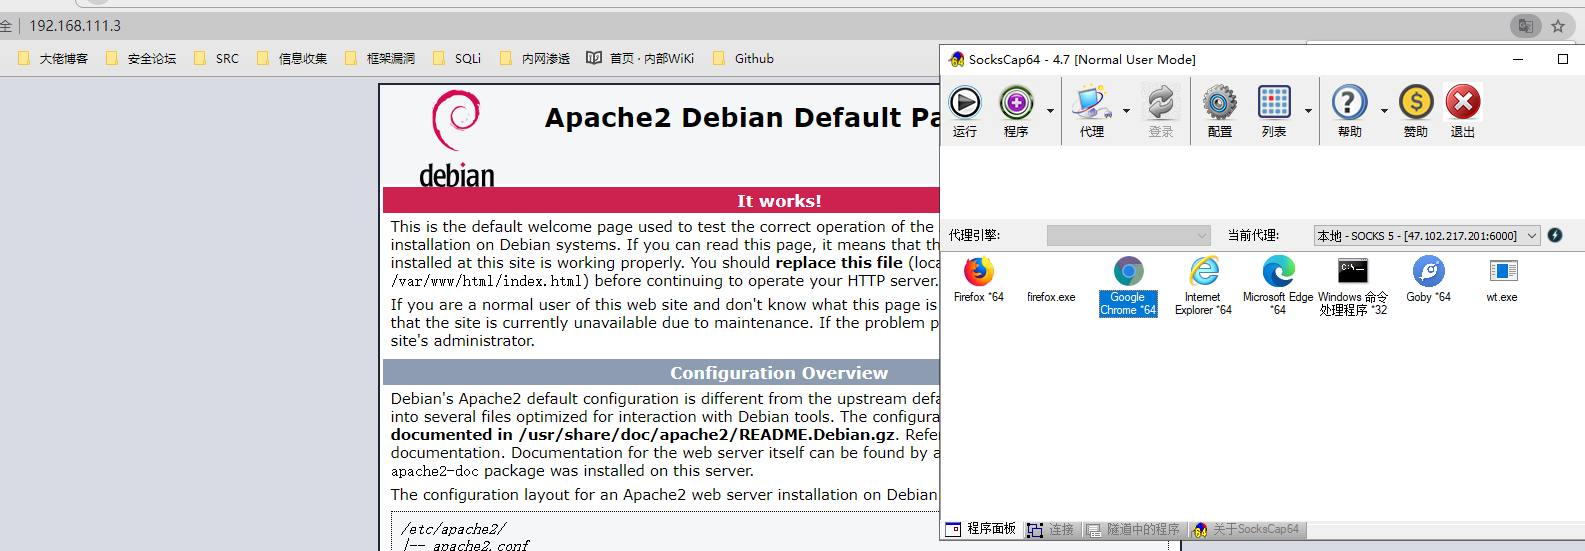 全 192.168.111.3
大佬博客 安全论坛 SRC 信息收集 框架漏洞 SQLi 内网渗透 首页 · 内部WiKi Github
SocksCap64 - 4.7 [Normal User Mode]
运行 程序 代理 登录 配置 列表 帮助 赞助 退出
代理引擎: 当前代理: 本地 - SOCKS 5 - [47.102.217.201:6000]
Firefox *64
firefox.exe
Google
Chrome *64
Internet
Explorer *64
Microsoft Edge
*64
Windows 命令
处理程序 *32
Goby *64
wt.exe
程序面板 连接 隧道中的程序 关于SocksCap64
debian
Apache2 Debian Default Pa
It works!
This is the default welcome page used to test the correct operation of the
installation on Debian systems. If you can read this page, it means that th
installed at this site is working properly. You should replace this file (loca
/var/www/html/index.html) before continuing to operate your HTTP server.
If you are a normal user of this web site and don't know what this page is
that the site is currently unavailable due to maintenance. If the problem p
site's administrator.
Configuration Overview
Debian's Apache2 default configuration is different from the upstream defa
into several files optimized for interaction with Debian tools. The configura
documented in /usr/share/doc/apache2/README.Debian.gz. Refer
documentation. Documentation for the web server itself can be found by a
apache2-doc package was installed on this server.
The configuration layout for an Apache2 web server installation on Debian
/etc/apache2/
|-- apache2.conf